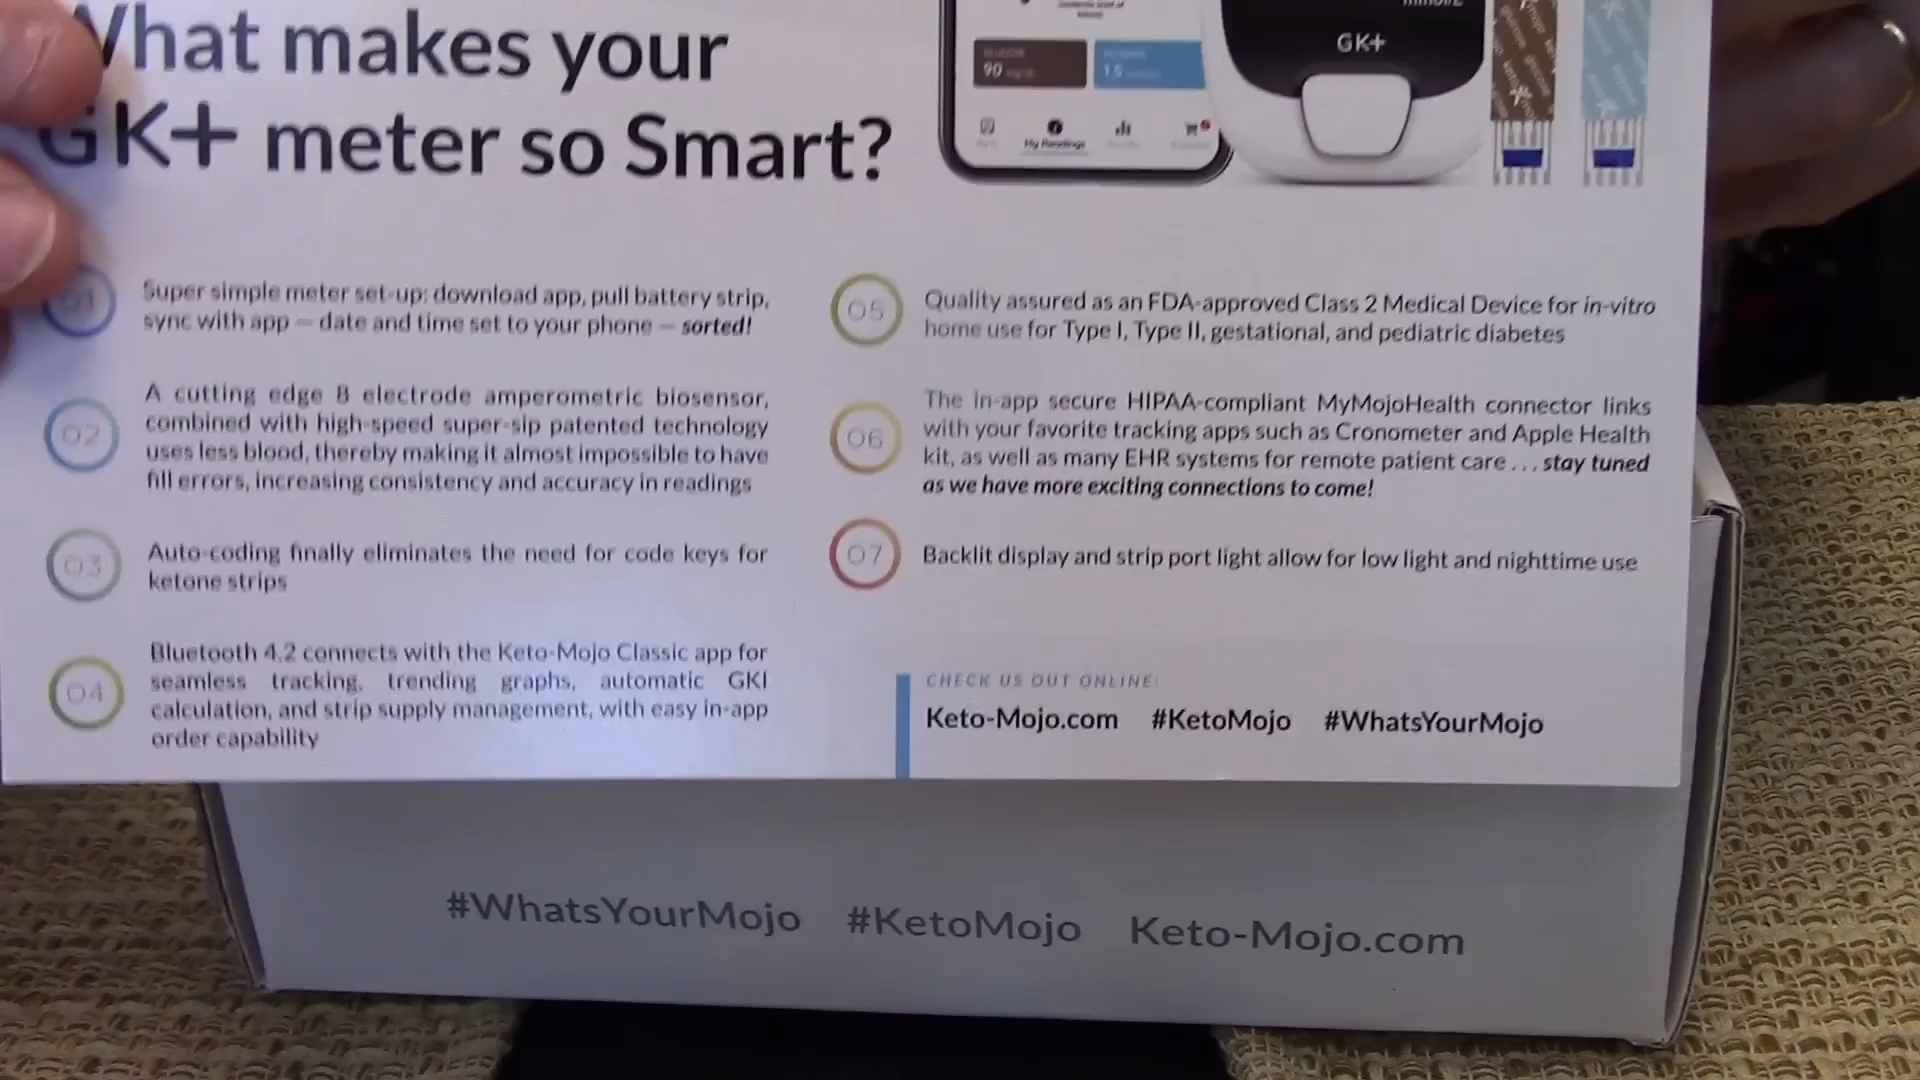 What makes your
GK+ meter so Smart?
GK+
90
My Readings
01
Super simple meter set-up: download app, pull battery strip,
sync with app — date and time set to your phone — sorted!
02
A cutting edge 8 electrode amperometric biosensor,
combined with high-speed super-sip patented technology
uses less blood, thereby making it almost impossible to have
fill errors, increasing consistency and accuracy in readings
03
Auto-coding finally eliminates the need for code keys for
ketone strips
04
Bluetooth 4.2 connects with the Keto-Mojo Classic app for
seamless tracking, trending graphs, automatic GKI
calculation, and strip supply management, with easy in-app
order capability
05
Quality assured as an FDA-approved Class 2 Medical Device for in-vitro
home use for Type I, Type II, gestational, and pediatric diabetes
06
The in-app secure HIPAA-compliant MyMojoHealth connector links
with your favorite tracking apps such as Cronometer and Apple Health
kit, as well as many EHR systems for remote patient care . . . stay tuned
as we have more exciting connections to come!
07
Backlit display and strip port light allow for low light and nighttime use
CHECK US OUT ONLINE:
Keto-Mojo.com #KetoMojo #WhatsYourMojo
#WhatsYourMojo #KetoMojo Keto-Mojo.com